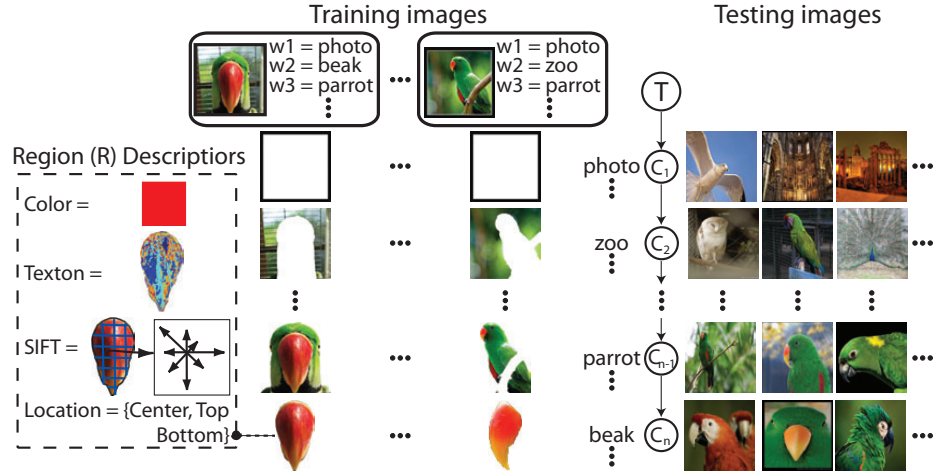 Training images
Testing images
w1 = photo
w2 = beak
w3 = parrot
w1 = photo
w2 = zoo
w3 = parrot
T
Region (R) Descriptiors
Color =
Texton =
SIFT =
Location = {Center, Top
Bottom}
photo
C1
zoo
C2
parrot
Cn-1
beak
Cn